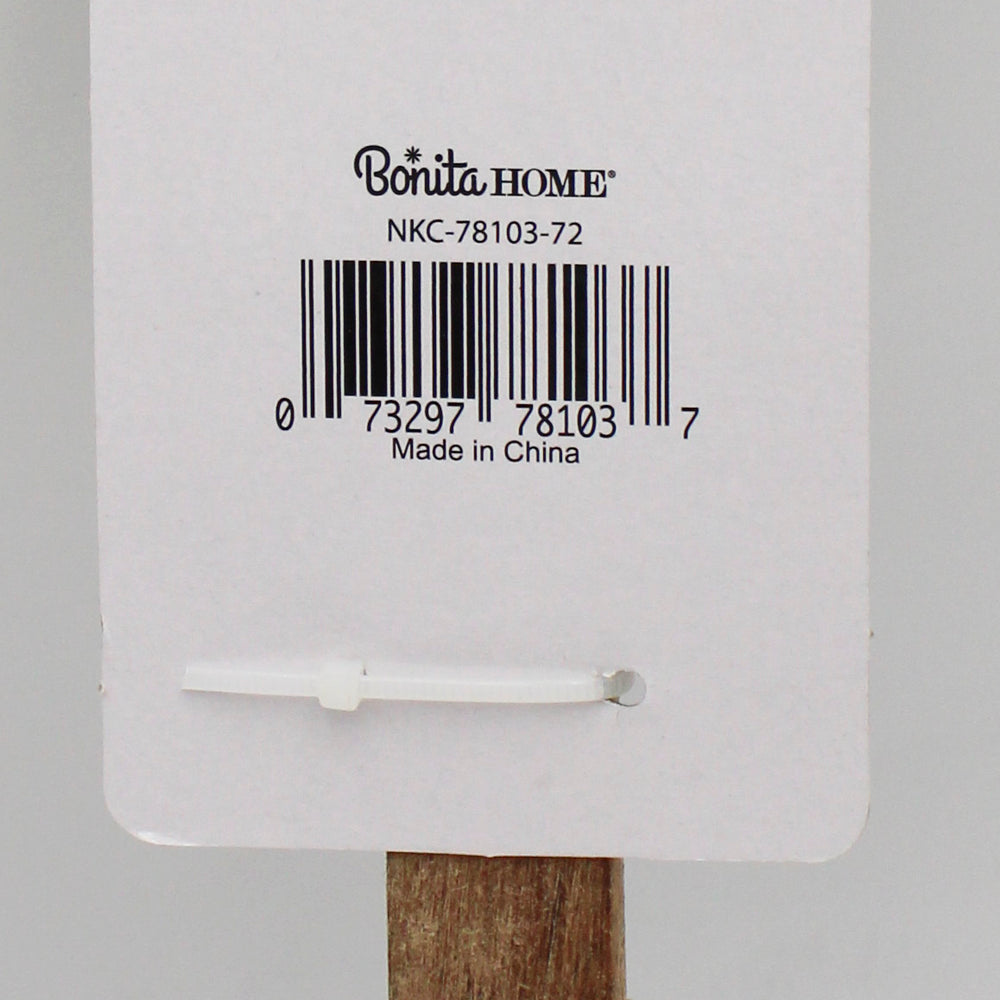 Bonita HOME®
NKC-78103-72
0 73297 78103 7
Made in China